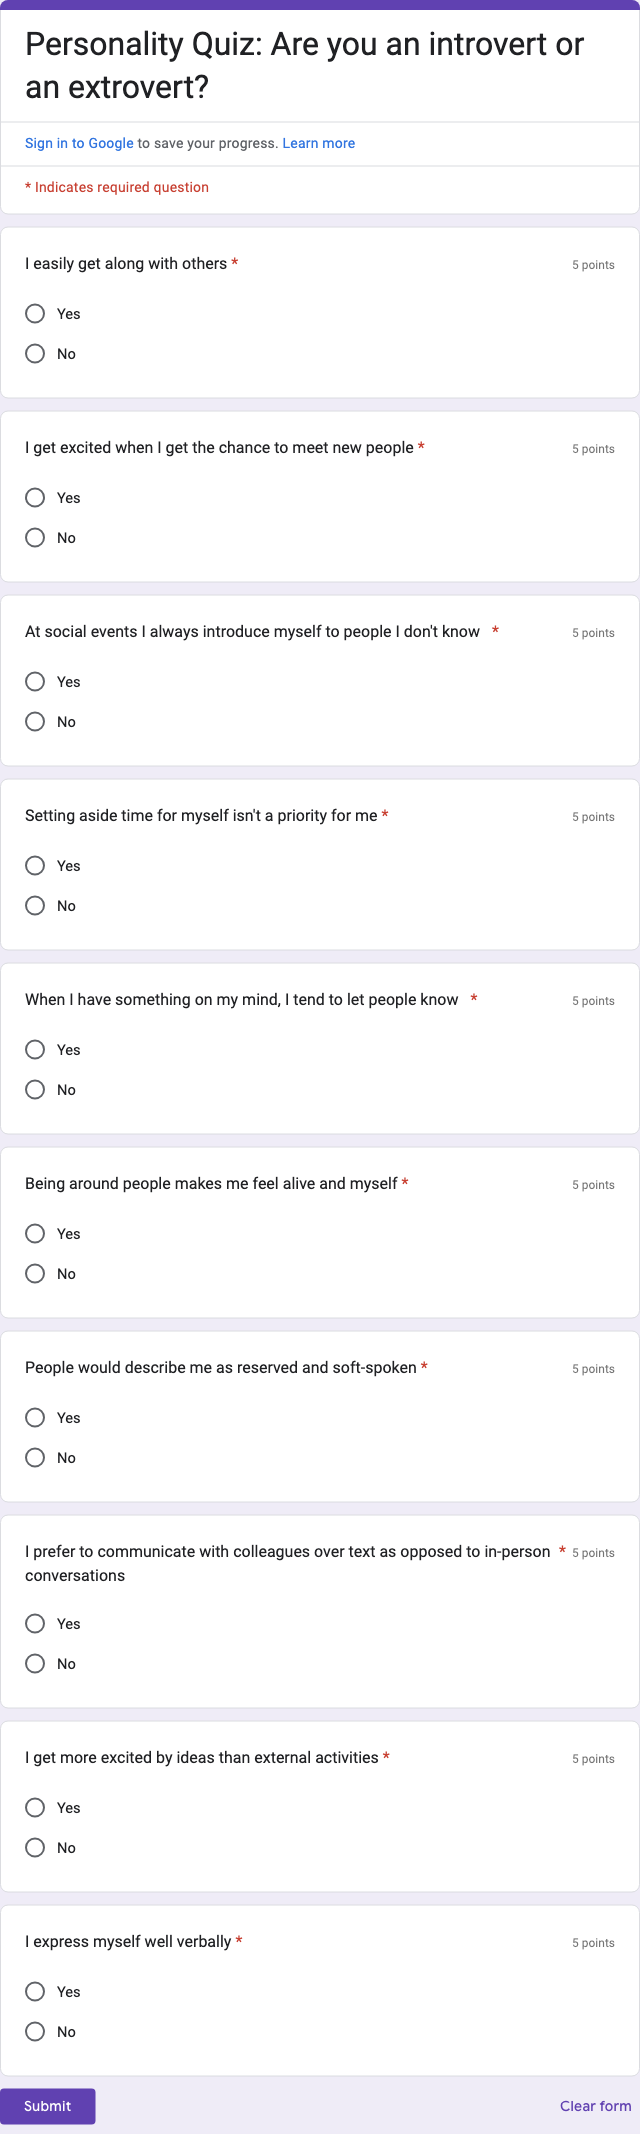 Personality Quiz: Are you an introvert or
an extrovert?
Sign in to Google to save your progress. Learn more
* Indicates required question
I easily get along with others * 5 points
Yes
No
I get excited when I get the chance to meet new people * 5 points
Yes
No
At social events I always introduce myself to people I don't know * 5 points
Yes
No
Setting aside time for myself isn't a priority for me * 5 points
Yes
No
When I have something on my mind, I tend to let people know * 5 points
Yes
No
Being around people makes me feel alive and myself * 5 points
Yes
No
People would describe me as reserved and soft-spoken * 5 points
Yes
No
I prefer to communicate with colleagues over text as opposed to in-person * 5 points
conversations
Yes
No
I get more excited by ideas than external activities * 5 points
Yes
No
I express myself well verbally * 5 points
Yes
No
Submit Clear form